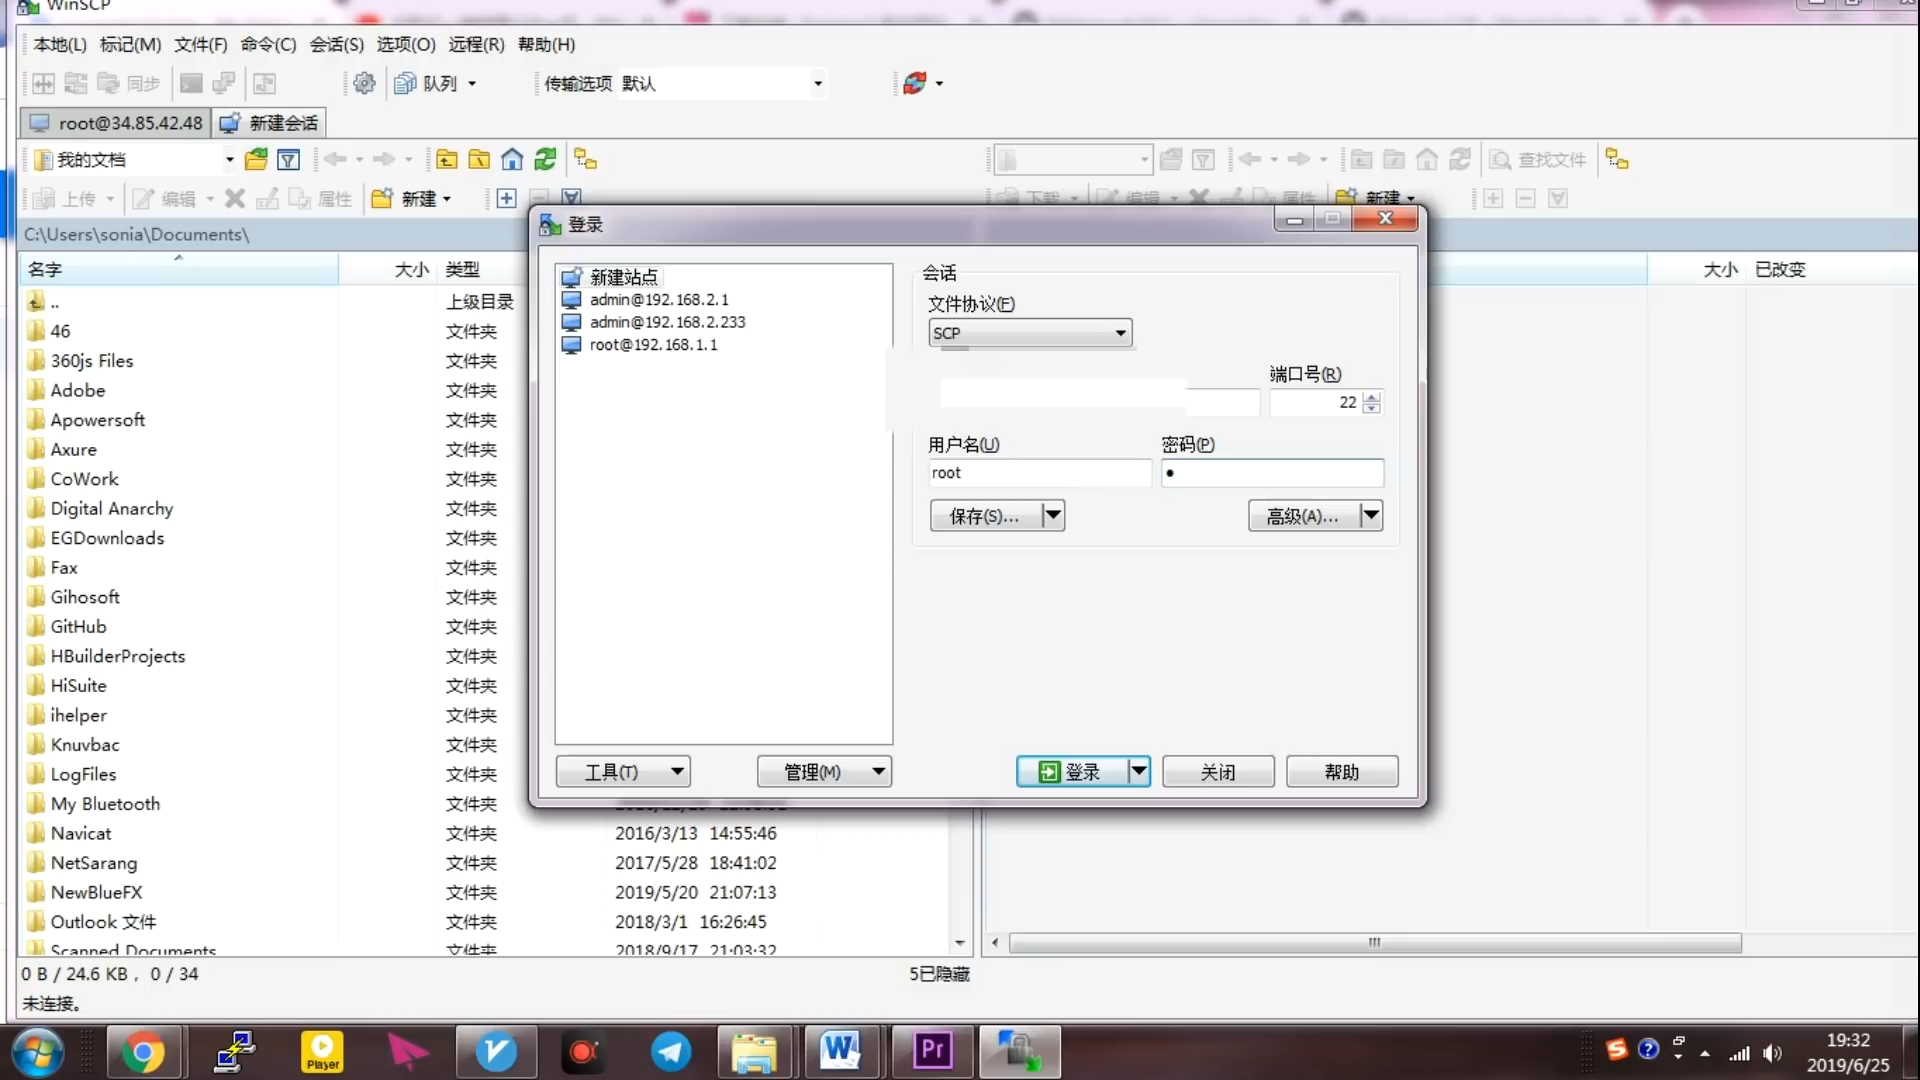 WinSCP
本地(L) 标记(M) 文件(F) 命令(C) 会话(S) 选项(O) 远程(R) 帮助(H)
同步 队列 传输选项 默认
root@34.85.42.48 新建会话
我的文档 查找文件
上传 编辑 属性 新建 下载 编辑 属性 新建
C:\Users\sonia\Documents\
名字 大小 类型 大小 已改变
.. 上级目录
46 文件夹
360js Files 文件夹
Adobe 文件夹
Apowersoft 文件夹
Axure 文件夹
CoWork 文件夹
Digital Anarchy 文件夹
EGDownloads 文件夹
Fax 文件夹
Gihosoft 文件夹
GitHub 文件夹
HBuilderProjects 文件夹
HiSuite 文件夹
ihelper 文件夹
Knuvbac 文件夹
LogFiles 文件夹
My Bluetooth 文件夹
Navicat 文件夹 2016/3/13 14:55:46
NetSarang 文件夹 2017/5/28 18:41:02
NewBlueFX 文件夹 2019/5/20 21:07:13
Outlook 文件 文件夹 2018/3/1 16:26:45
Scanned Documents 文件夹 2018/9/17 21:03:32
0 B / 24.6 KB， 0 / 34 5已隐藏
未连接。
登录
新建站点
admin@192.168.2.1
admin@192.168.2.233
root@192.168.1.1
会话
文件协议(F)
SCP
端口号(R)
22
用户名(U) 密码(P)
root ●
保存(S)... 高级(A)...
工具(T) 管理(M) 登录 关闭 帮助
Player
W
Pr
19:32
2019/6/25